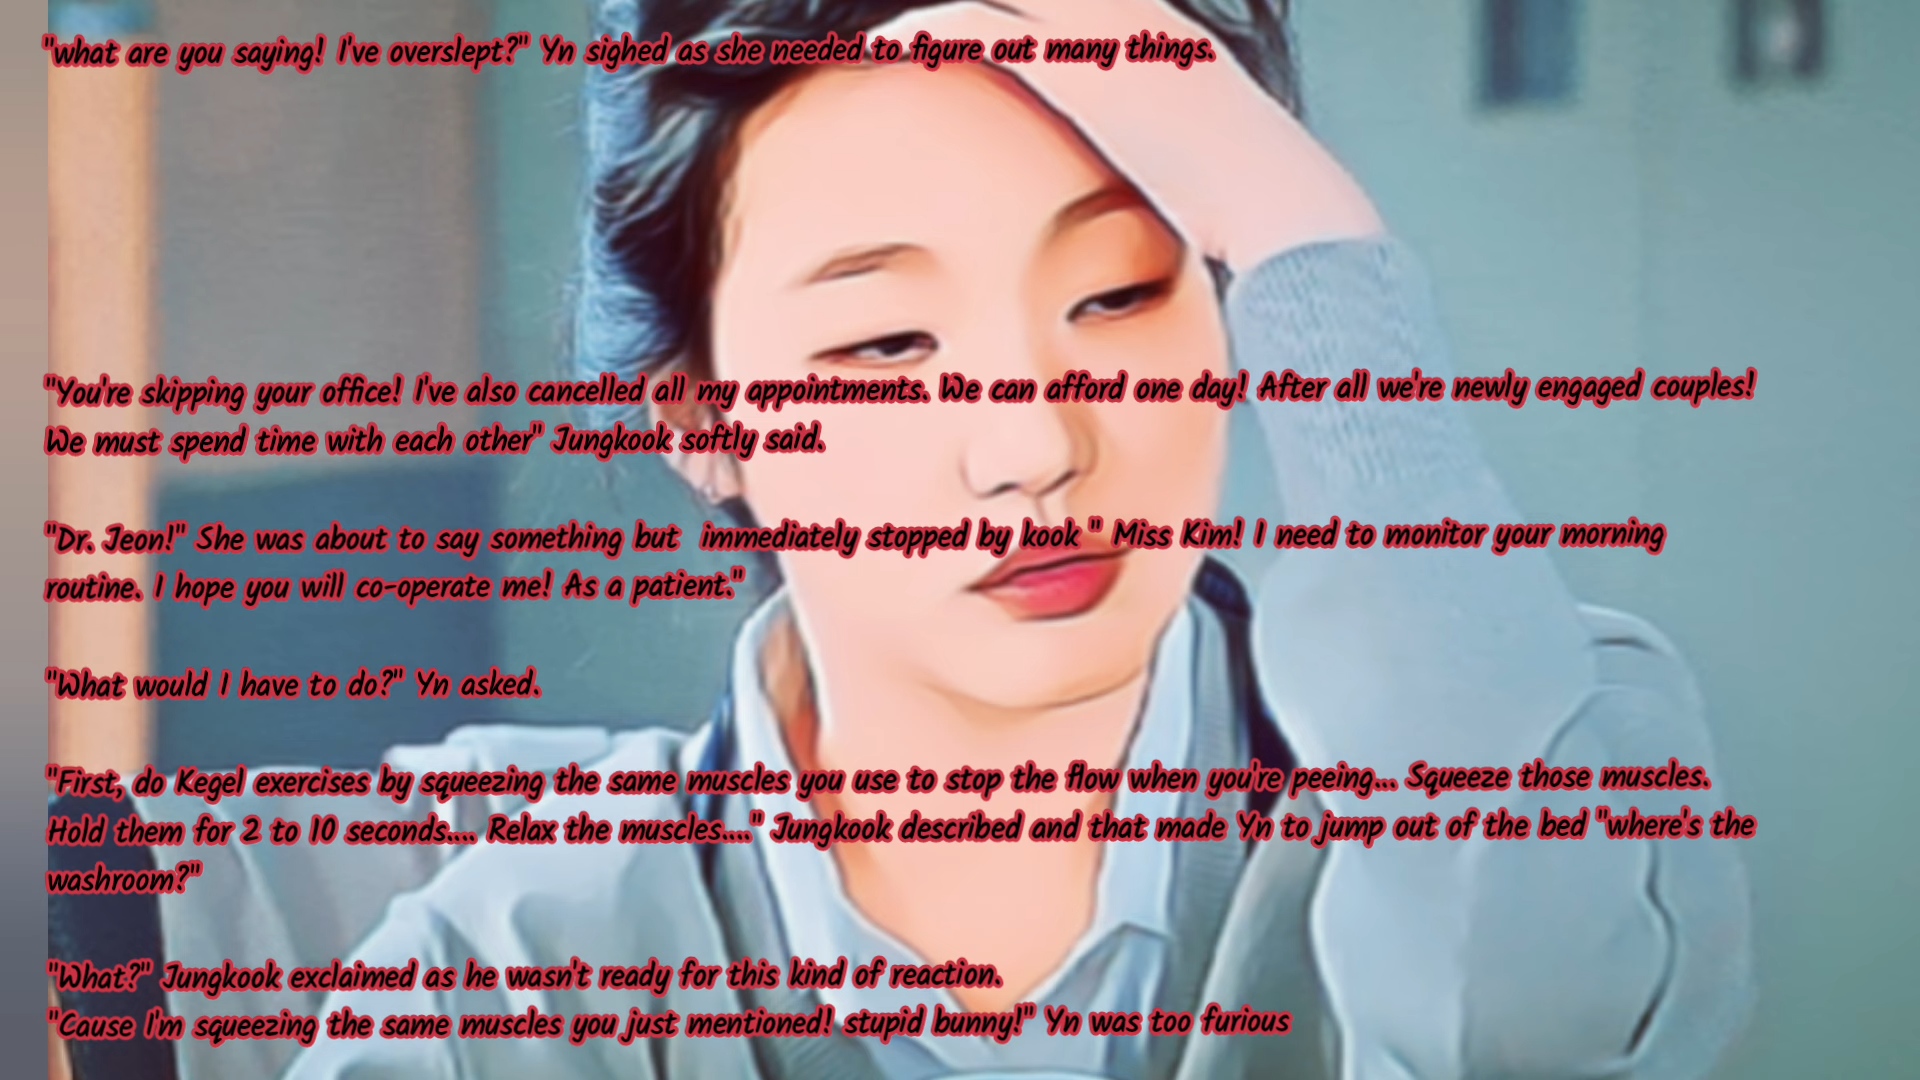 "what are you saying! I've overslept?" Yn sighed as she needed to figure out many things.
"You're skipping your office! I've also cancelled all my appointments. We can afford one day! After all we're newly engaged couples!
We must spend time with each other" Jungkook softly said.
"Dr. Jeon!" She was about to say something but  immediately stopped by kook " Miss Kim! I need to monitor your morning
routine. I hope you will co-operate me! As a patient."
"What would I have to do?" Yn asked.
"First, do Kegel exercises by squeezing the same muscles you use to stop the flow when you're peeing... Squeeze those muscles.
Hold them for 2 to 10 seconds.... Relax the muscles...." Jungkook described and that made Yn to jump out of the bed "where's the
washroom?"
"What?" Jungkook exclaimed as he wasn't ready for this kind of reaction.
"Cause I'm squeezing the same muscles you just mentioned! stupid bunny!" Yn was too furious